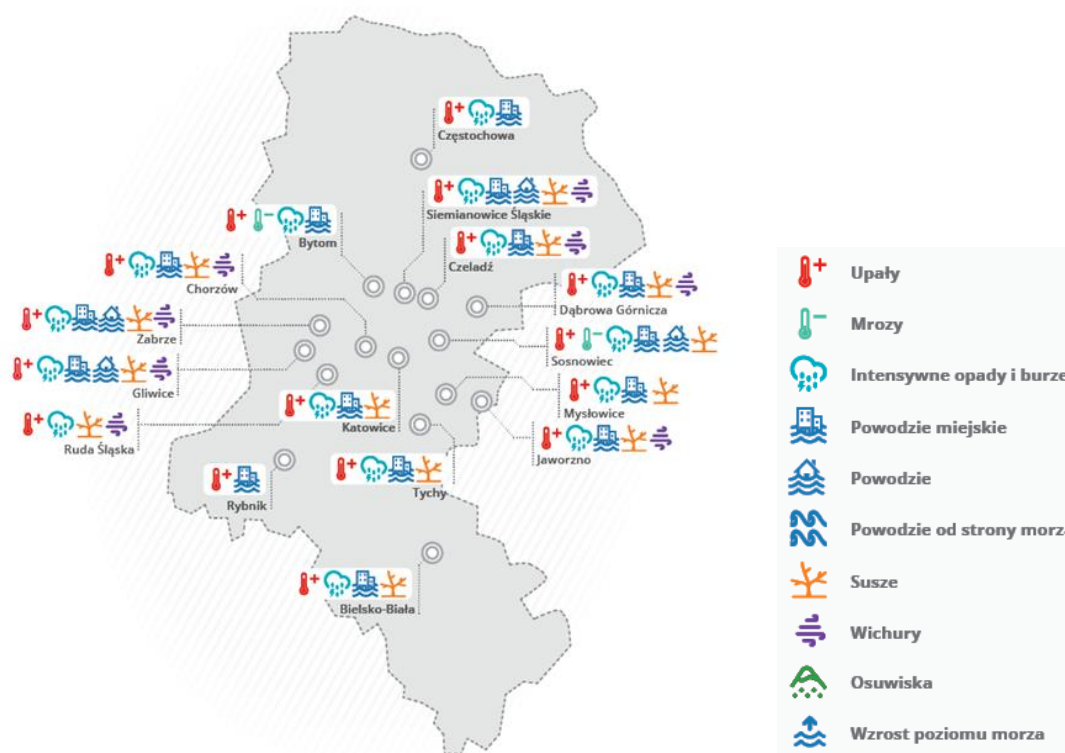 Częstochowa
Siemianowice Śląskie
Bytom
Czeladź
Chorzów
Dąbrowa Górnicza
Zabrze
Sosnowiec
Gliwice
Mysłowice
Katowice
Ruda Śląska
Jaworzno
Tychy
Rybnik
Bielsko-Biała
Upały
Mrozy
Intensywne opady i burze
Powodzie miejskie
Powodzie
Powodzie od strony morza
Susze
Wichury
Osuwiska
Wzrost poziomu morza